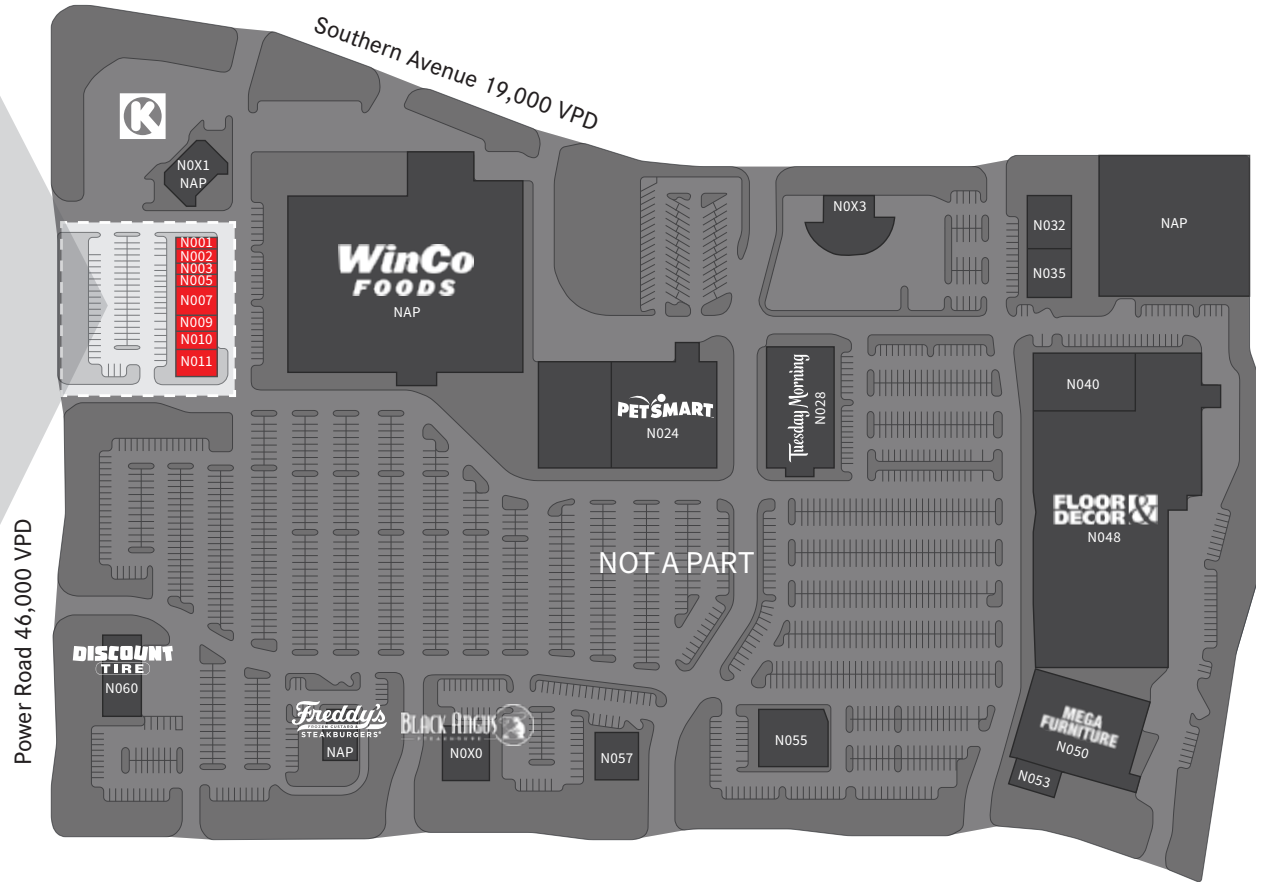 Southern Avenue 19,000 VPD
K
N0X1
NAP
N001
N002
N003
N005
N007
N009
N010
N011
WinCo
FOODS
NAP
N0X3
N032
N035
NAP
PETSMART
N024
Tuesday Morning
N028
N040
FLOOR &
DECOR
N048
NOT A PART
Power Road 46,000 VPD
DISCOUNT
TIRE
N060
Freddy's
FROZEN CUSTARD &
STEAKBURGERS®
NAP
BLACK ANGUS
STEAKHOUSE
N0X0
N057
N055
MEGA
FURNITURE
N050
N053